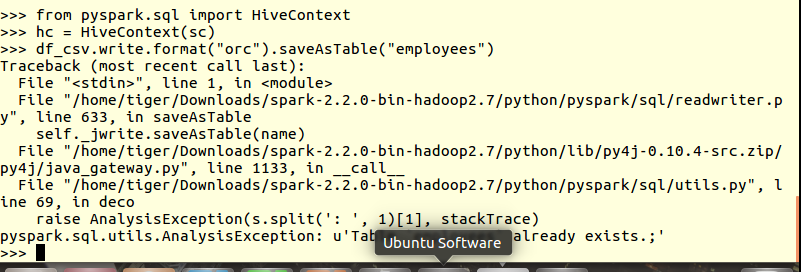 >>> from pyspark.sql import HiveContext
>>> hc = HiveContext(sc)
>>> df_csv.write.format("orc").saveAsTable("employees")
Traceback (most recent call last):
  File "<stdin>", line 1, in <module>
  File "/home/tiger/Downloads/spark-2.2.0-bin-hadoop2.7/python/pyspark/sql/readwriter.p
y", line 633, in saveAsTable
    self._jwrite.saveAsTable(name)
  File "/home/tiger/Downloads/spark-2.2.0-bin-hadoop2.7/python/lib/py4j-0.10.4-src.zip/
py4j/java_gateway.py", line 1133, in __call__
  File "/home/tiger/Downloads/spark-2.2.0-bin-hadoop2.7/python/pyspark/sql/utils.py", l
ine 69, in deco
    raise AnalysisException(s.split(': ', 1)[1], stackTrace)
pyspark.sql.utils.AnalysisException: u'Table already exists.;'
Ubuntu Software
>>>